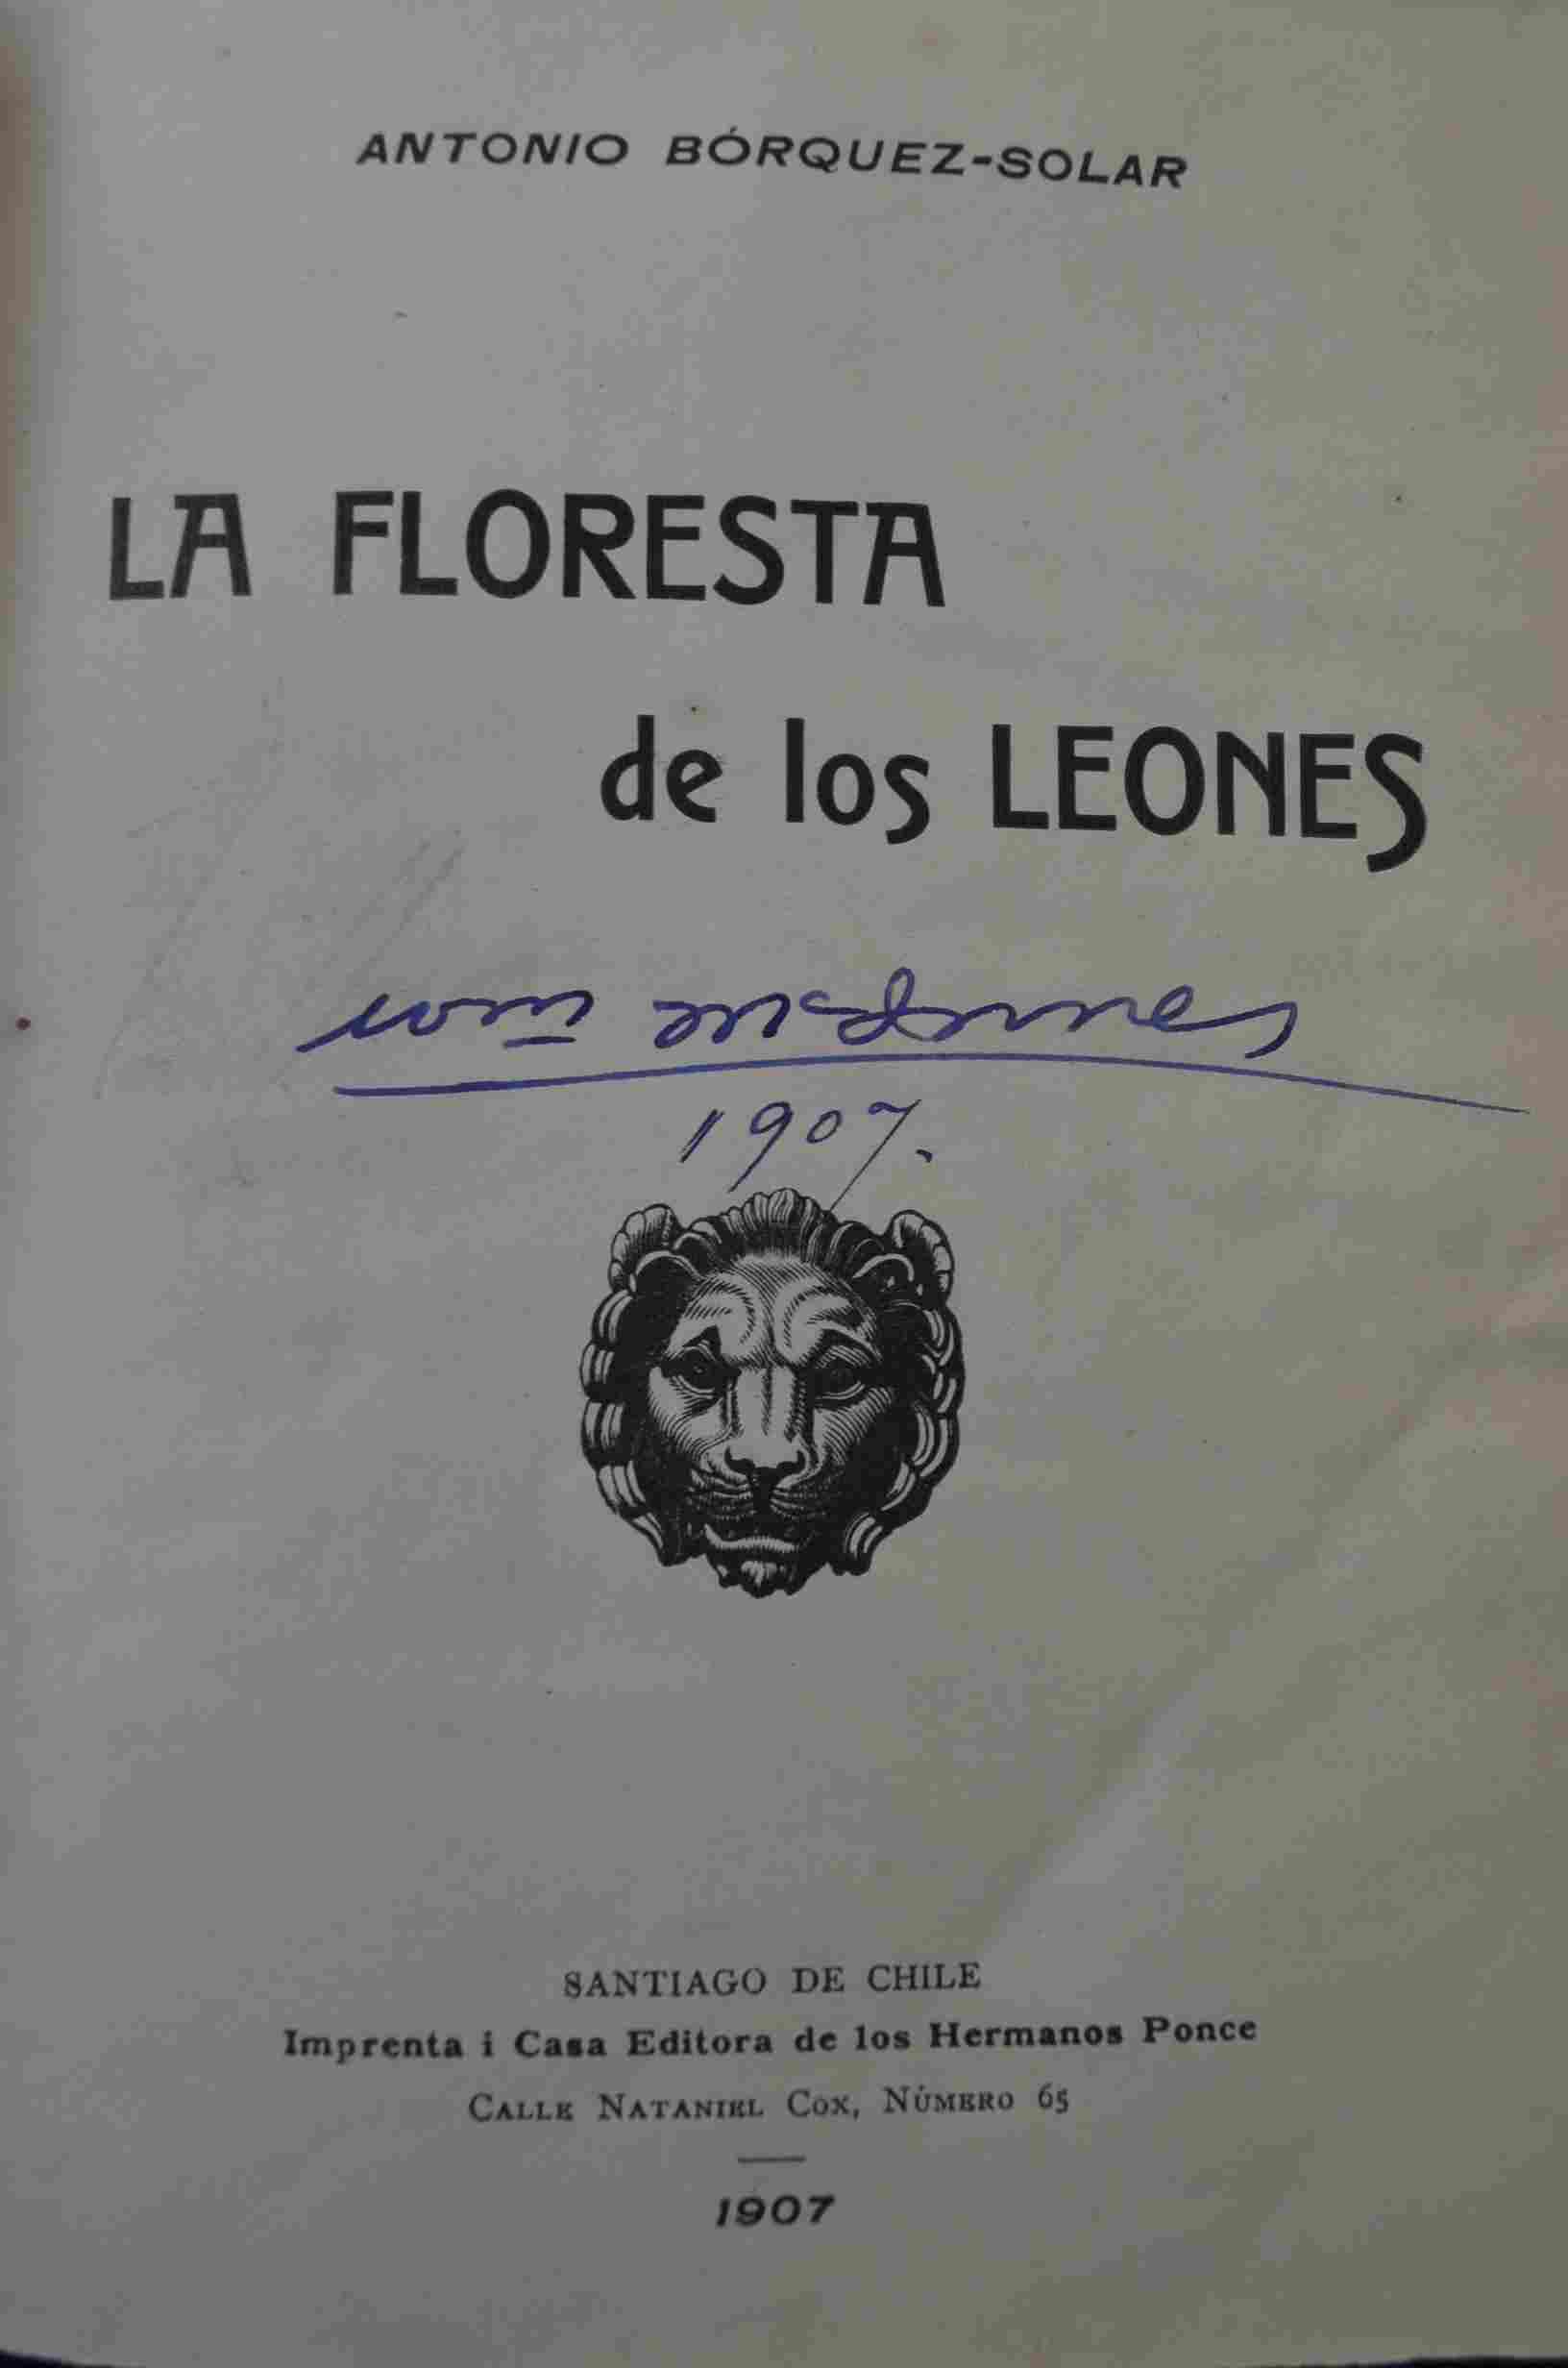 ANTONIO BÓRQUEZ-SOLAR
LA FLORESTA
de los LEONES
1907.
SANTIAGO DE CHILE
Imprenta i Casa Editora de los Hermanos Ponce
CALLE NATANIEL COX, NÚMERO 65
1907